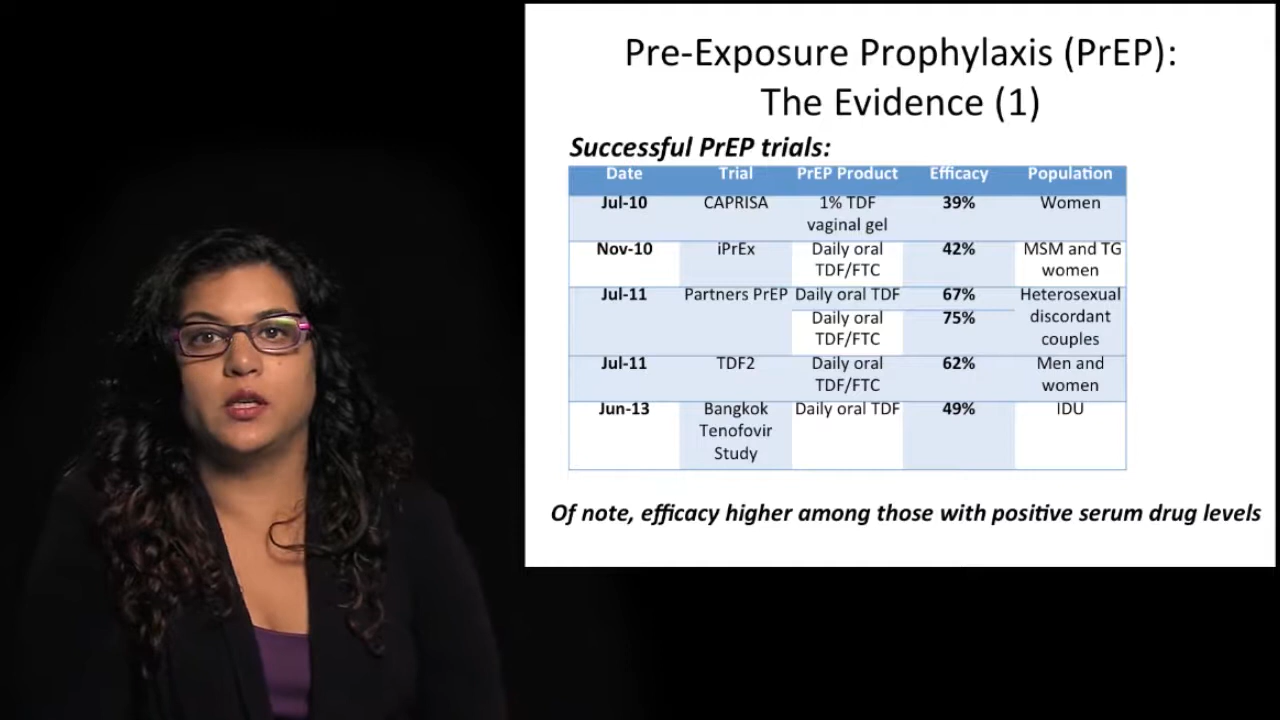 Pre-Exposure Prophylaxis (PrEP):
The Evidence (1)
Successful PrEP trials:
Date Trial PrEP Product Efficacy Population
Jul-10 CAPRISA 1% TDF 39% Women
vaginal gel
Nov-10 iPrEx Daily oral 42% MSM and TG
TDF/FTC women
Jul-11 Partners PrEP Daily oral TDF 67% Heterosexual
Daily oral 75% discordant
TDF/FTC couples
Jul-11 TDF2 Daily oral 62% Men and
TDF/FTC women
Jun-13 Bangkok Daily oral TDF 49% IDU
Tenofovir
Study
Of note, efficacy higher among those with positive serum drug levels